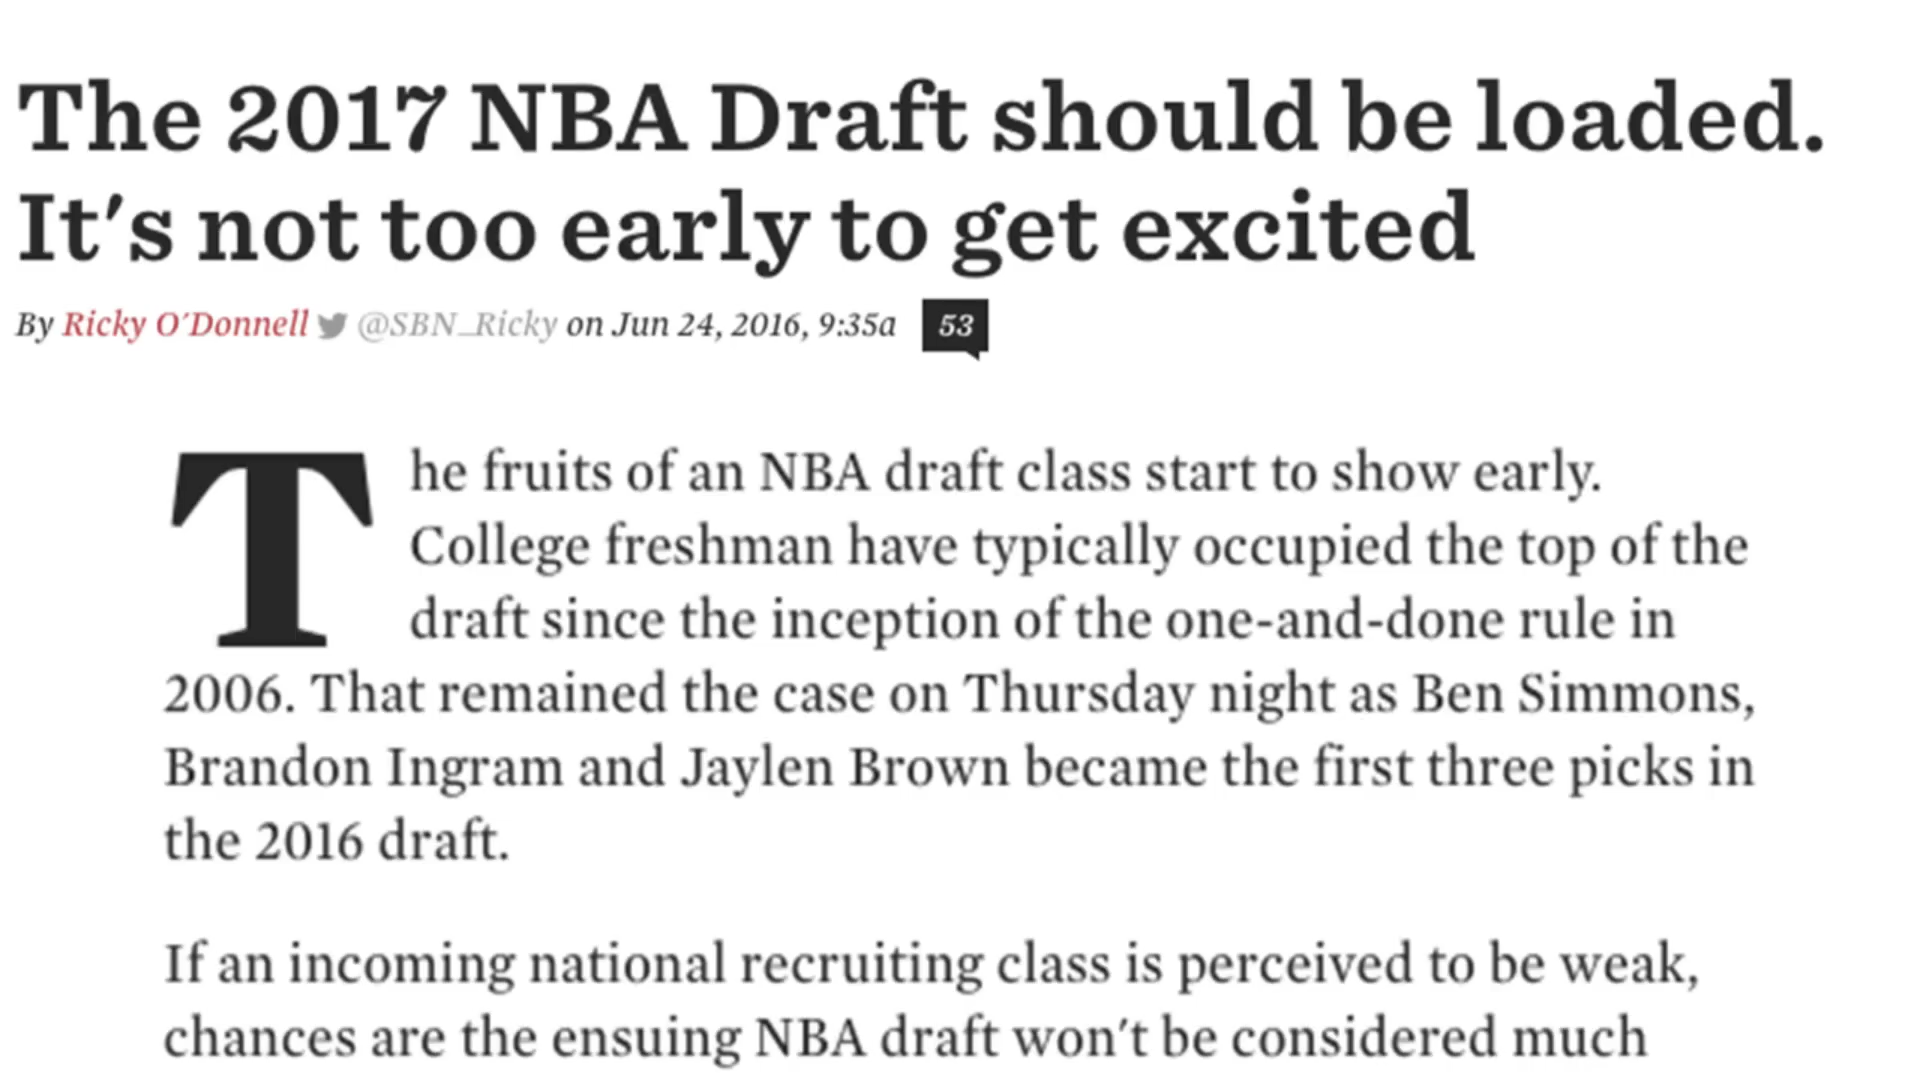 The 2017 NBA Draft should be loaded.
It's not too early to get excited
By Ricky O´Donnell @SBN_Ricky on Jun 24, 2016, 9:35a 53
The fruits of an NBA draft class start to show early.
College freshman have typically occupied the top of the
draft since the inception of the one-and-done rule in
2006. That remained the case on Thursday night as Ben Simmons,
Brandon Ingram and Jaylen Brown became the first three picks in
the 2016 draft.
If an incoming national recruiting class is perceived to be weak,
chances are the ensuing NBA draft won't be considered much